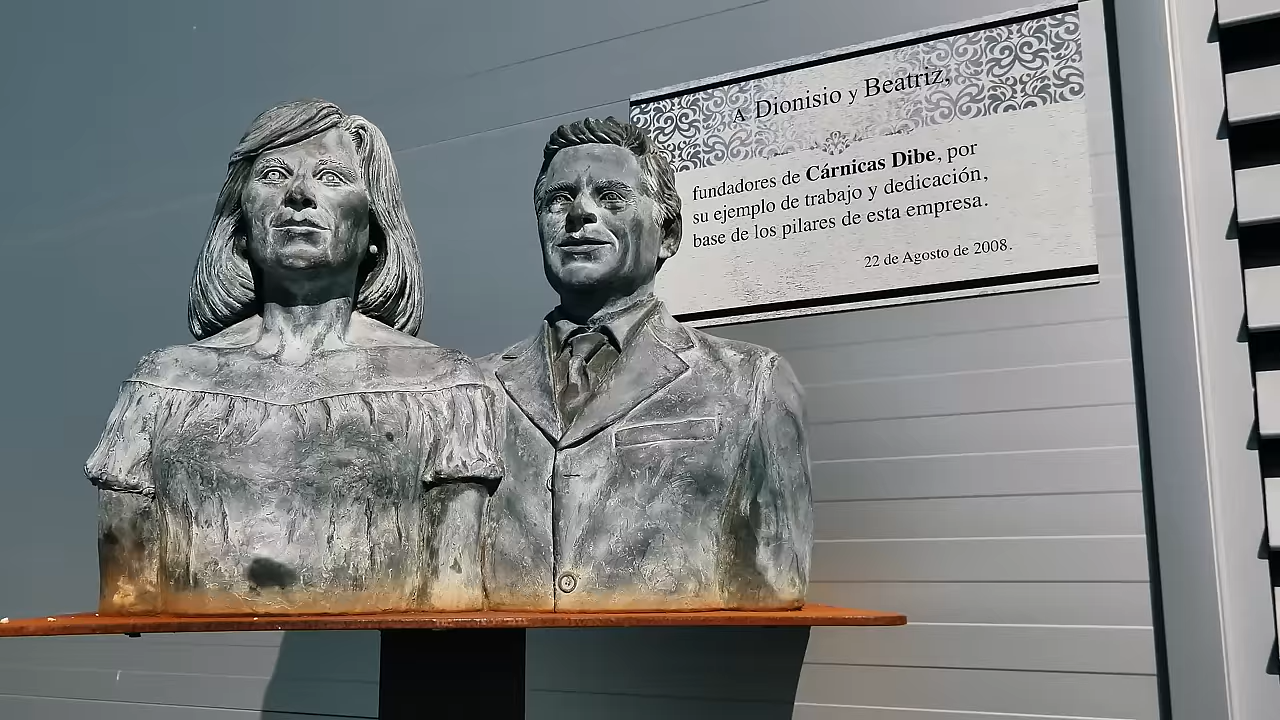 A Dionisio y Beatriz,
fundadores de Cárnicas Dibe, por
su ejemplo de trabajo y dedicación,
base de los pilares de esta empresa.
22 de Agosto de 2008.